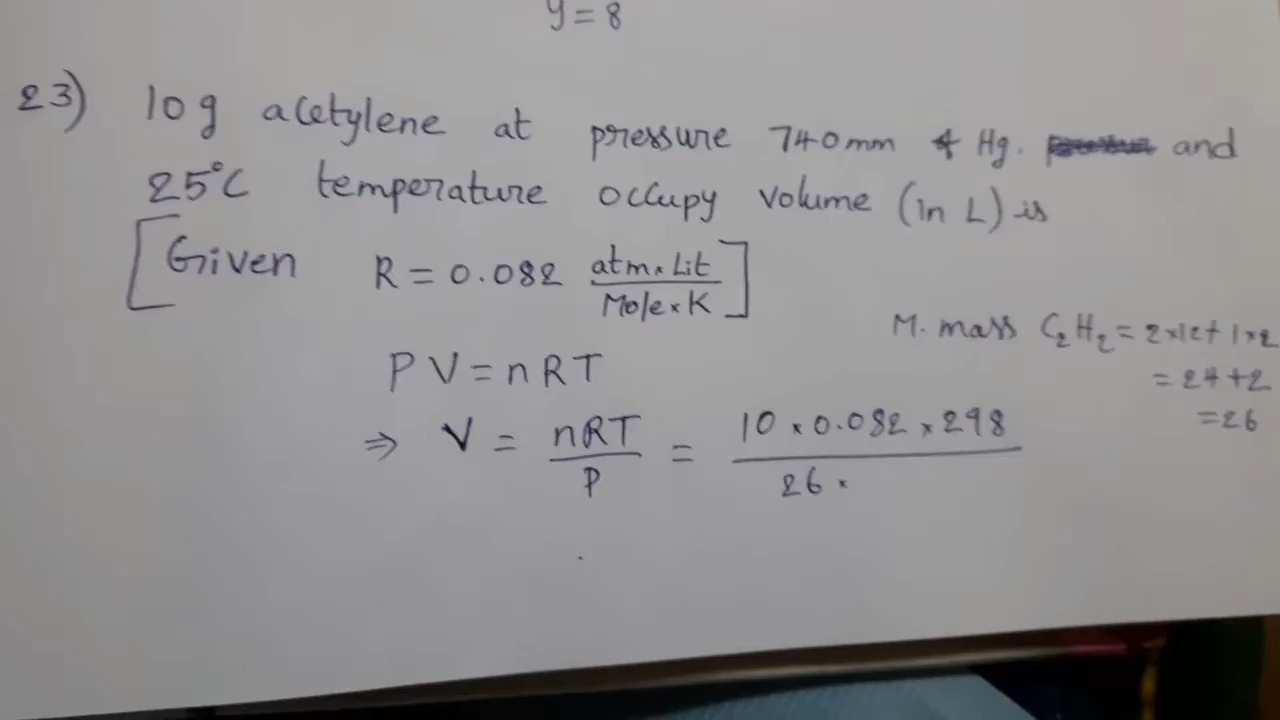 y = 8
23) 10 g acetylene at pressure 740 mm of Hg. and
25°C temperature occupy volume (in L) is
[Given R = 0.082 atm × Lit / Mole × K]
M. mass C₂H₂ = 2×12 + 1×2
= 24 + 2
= 26
PV = nRT
⇒ V = nRT / P = 10 × 0.082 × 298 / 26 ×